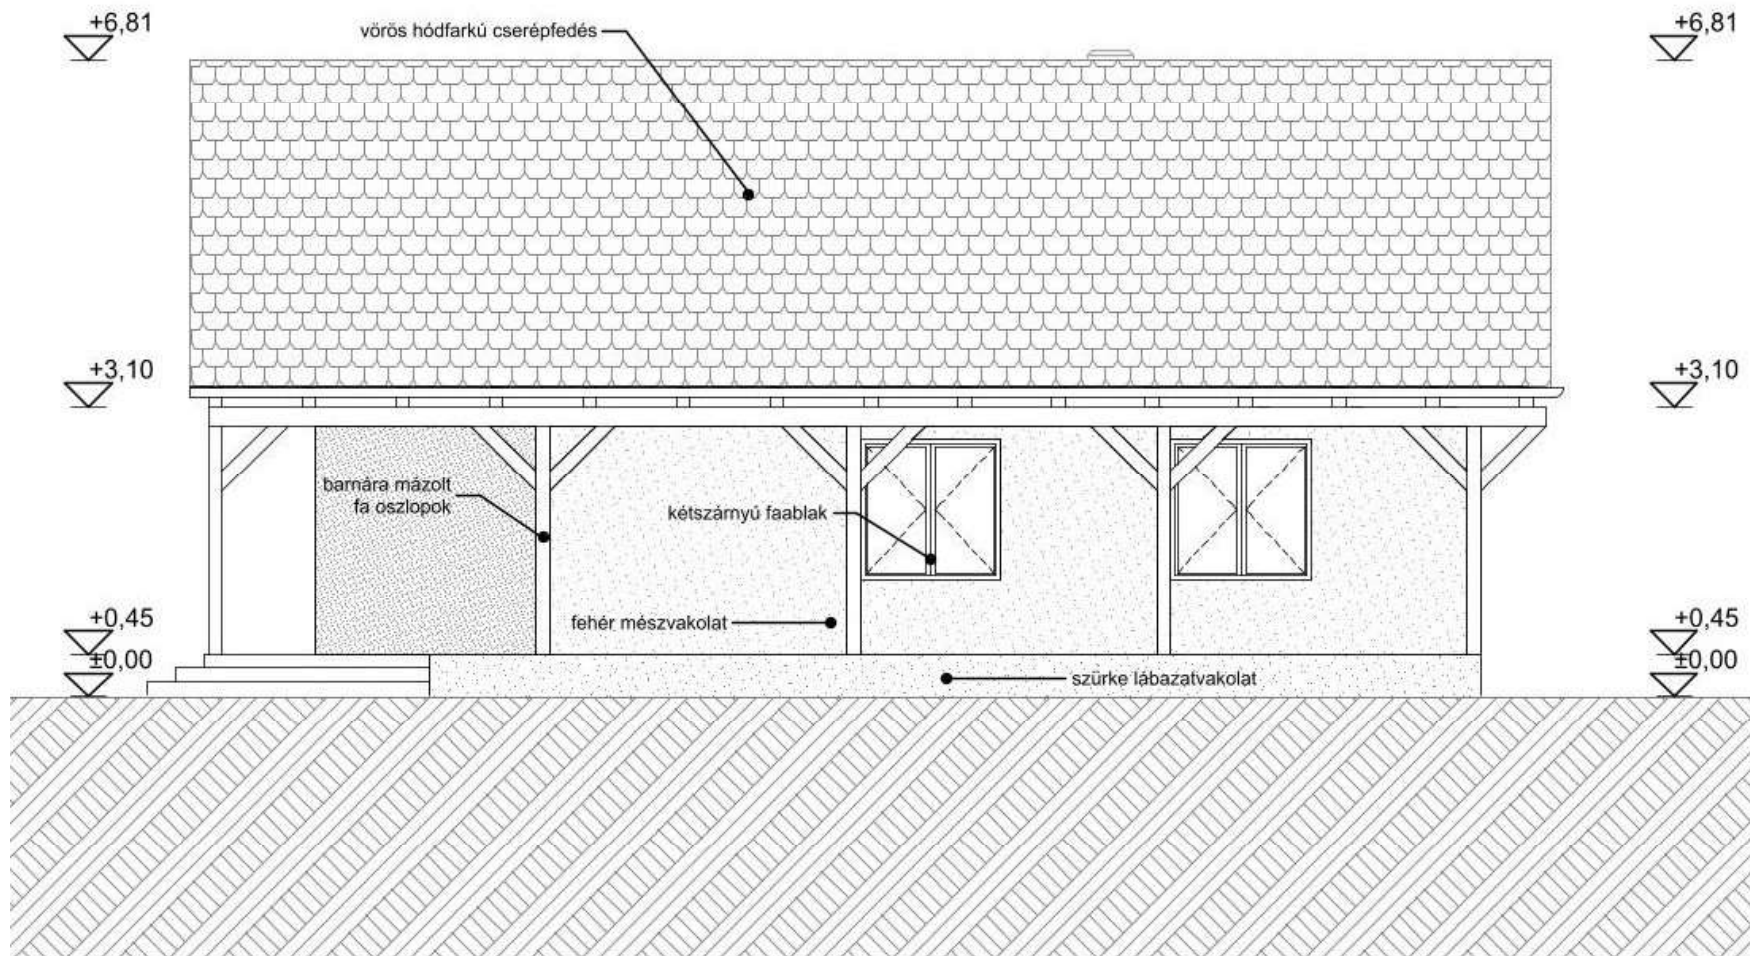 +6,81
vörös hódfarkú cserépfedés
+6,81
+3,10
+3,10
barnára mázolt
fa oszlopok
kétszárnyú faablak
fehér mészvakolat
+0,45
+0,45
±0,00
±0,00
szürke lábazatvakolat